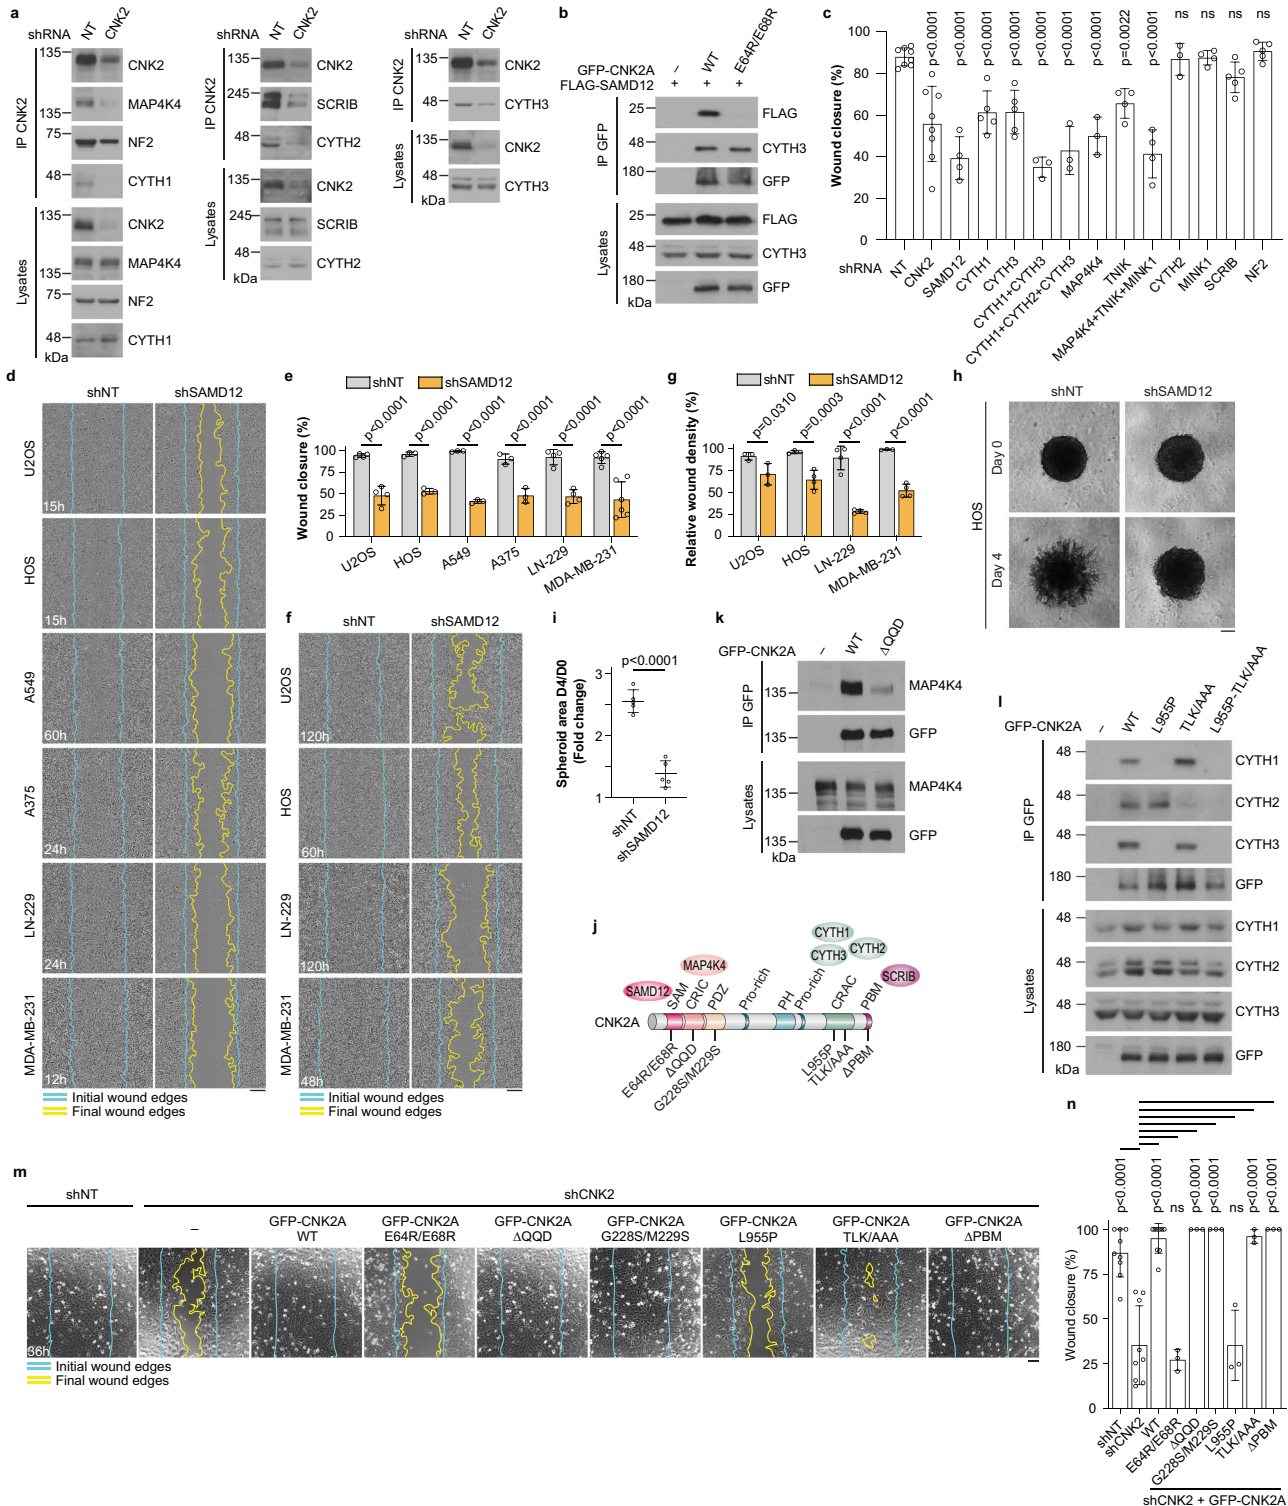 a
shRNA
NT
CNK2
IP CNK2
135
CNK2
MAP4K4
135
75
NF2
48
CYTH1
Lysates
CNK2
MAP4K4
135
75
NF2
48
CYTH1
kDa
shRNA
NT
CNK2
IP CNK2
135
CNK2
245
SCRIB
48
CYTH2
Lysates
135
CNK2
245
SCRIB
48
CYTH2
kDa
shRNA
NT
CNK2
IP CNK2
135
CNK2
48
CYTH3
Lysates
135
CNK2
48
CYTH3
kDa
b
GFP-CNK2A – WT E64R/E68R
FLAG-SAMD12 + + +
IP GFP
25
FLAG
48
CYTH3
180
GFP
Lysates
25
FLAG
48
CYTH3
180
GFP
kDa
c
p<0.0001
p<0.0001
p<0.0001
p<0.0001
p<0.0001
p<0.0001
p<0.0001
p=0.0022
p<0.0001
ns
ns
ns
ns
Wound closure (%)
100
80
60
40
20
0
shRNA
NT
CNK2
SAMD12
CYTH1
CYTH3
CYTH1+CYTH3
CYTH1+CYTH2+CYTH3
MAP4K4
TNIK
MAP4K4+TNIK+MINK1
CYTH2
MINK1
SCRIB
NF2
d
shNT
shSAMD12
U2OS
15h
HOS
15h
A549
60h
A375
24h
LN-229
24h
MDA-MB-231
12h
Initial wound edges
Final wound edges
e
shNT
shSAMD12
p<0.0001
p<0.0001
p<0.0001
p<0.0001
p<0.0001
p<0.0001
Wound closure (%)
100
75
50
25
0
U2OS
HOS
A549
A375
LN-229
MDA-MB-231
f
shNT
shSAMD12
U2OS
120h
HOS
60h
LN-229
120h
MDA-MB-231
48h
Initial wound edges
Final wound edges
g
shNT
shSAMD12
p=0.0310
p=0.0003
p<0.0001
p<0.0001
Relative wound density (%)
100
75
50
25
0
U2OS
HOS
LN-229
MDA-MB-231
h
shNT
shSAMD12
HOS
Day 0
Day 4
i
p<0.0001
Spheroid area D4/D0
(Fold change)
3
2
1
shNT
shSAMD12
j
CYTH1
CYTH2
CYTH3
MAP4K4
SAMD12
SCRIB
SAM
CRIC
PDZ
Pro-rich
PH
Pro-rich
CRAC
PBM
CNK2A
E64R/E68R
ΔQQD
G228S/M229S
L955P
TLK/AAA
ΔPBM
k
GFP-CNK2A – WT ΔQQD
IP GFP
135
MAP4K4
135
GFP
Lysates
135
MAP4K4
135
GFP
kDa
l
GFP-CNK2A – WT L955P TLK/AAA L955P-TLK/AAA
IP GFP
48
CYTH1
48
CYTH2
48
CYTH3
180
GFP
Lysates
48
CYTH1
48
CYTH2
48
CYTH3
180
GFP
kDa
m
shNT
shCNK2
–
GFP-CNK2A
WT
GFP-CNK2A
E64R/E68R
GFP-CNK2A
ΔQQD
GFP-CNK2A
G228S/M229S
GFP-CNK2A
L955P
GFP-CNK2A
TLK/AAA
GFP-CNK2A
ΔPBM
36h
Initial wound edges
Final wound edges
n
p<0.0001
p<0.0001
ns
p<0.0001
p<0.0001
ns
p<0.0001
p<0.0001
Wound closure (%)
100
75
50
25
0
shNT
shCNK2
WT
E64R/E68R
ΔQQD
G228S/M229S
L955P
TLK/AAA
ΔPBM
shCNK2 + GFP-CNK2A